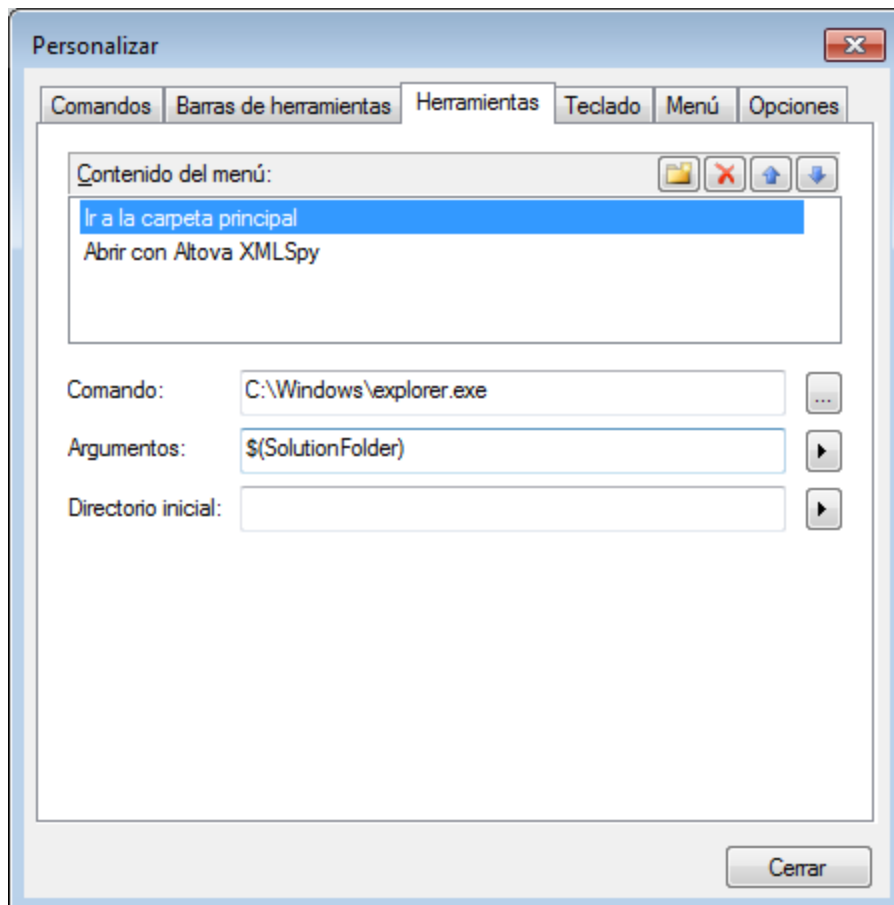 Personalizar
Comandos Barras de herramientas Herramientas Teclado Menú Opciones
Contenido del menú:
Ir a la carpeta principal
Abrir con Altova XMLSpy
Comando: C:\Windows\explorer.exe ...
Argumentos: $(SolutionFolder)
Directorio inicial:
Cerrar